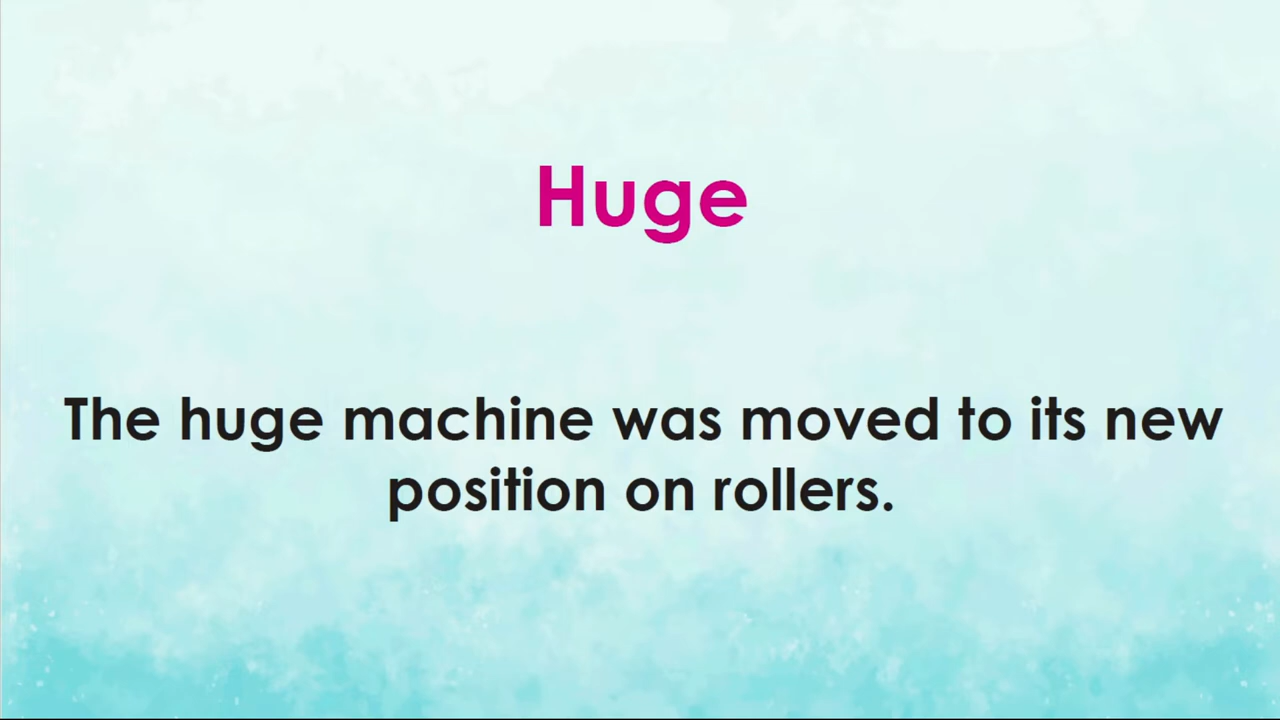 Huge
The huge machine was moved to its new
position on rollers.